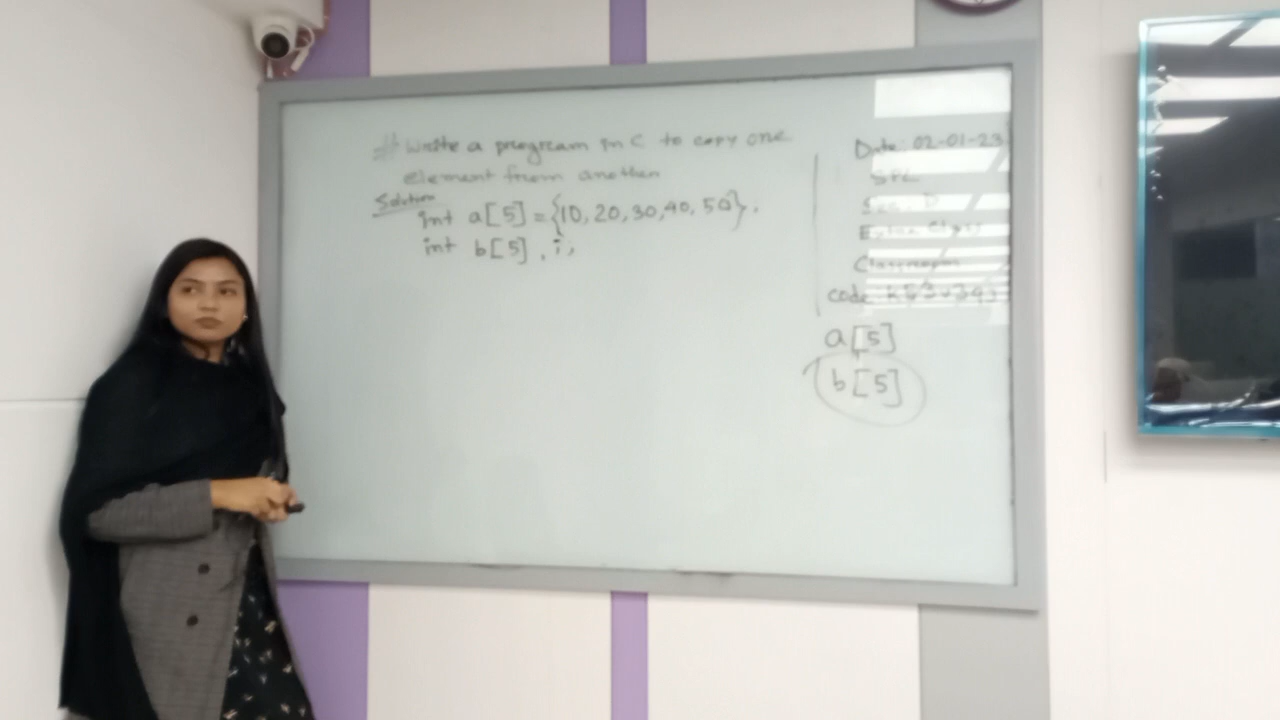 # Write a program in C to copy one
element from another
Solution
int a[5] = {10, 20, 30, 40, 50};
int b[5], i;
Date: 02-01-23
SPL
Sec: D
Classroom
code:
a[5]
b[5]